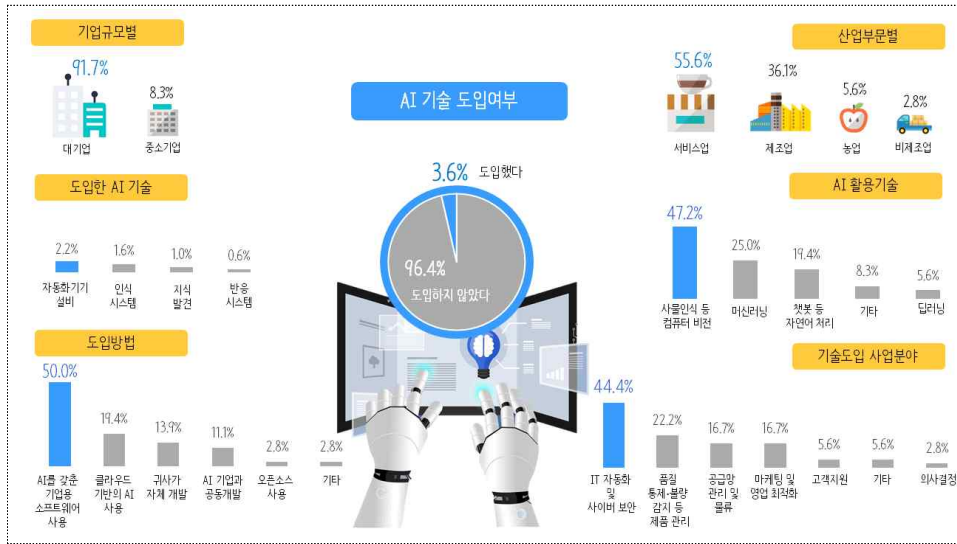 기업규모별
91.7%
8.3%
대기업
중소기업
도입한 AI 기술
2.2%
1.6%
1.0%
0.6%
자동화기기
설비
인식
시스템
지식
발견
반응
시스템
도입방법
50.0%
19.4%
13.9%
11.1%
2.8%
2.8%
AI를 갖춘
기업용
소프트웨어
사용
클라우드
기반의 AI
사용
귀사가
자체 개발
AI 기업과
공동개발
오픈소스
사용
기타
AI 기술 도입여부
3.6% 도입했다
96.4%
도입하지 않았다
산업부문별
55.6%
36.1%
5.6%
2.8%
서비스업
제조업
농업
비제조업
AI 활용기술
47.2%
25.0%
19.4%
8.3%
5.6%
사물인식 등
컴퓨터 비전
머신러닝
챗봇 등
자연어 처리
기타
딥러닝
기술도입 사업분야
44.4%
22.2%
16.7%
16.7%
5.6%
5.6%
2.8%
IT 자동화
및
사이버 보안
품질
통제·불량
감지 등
제품 관리
공급망
관리 및
물류
마케팅 및
영업 최적화
고객지원
기타
의사결정